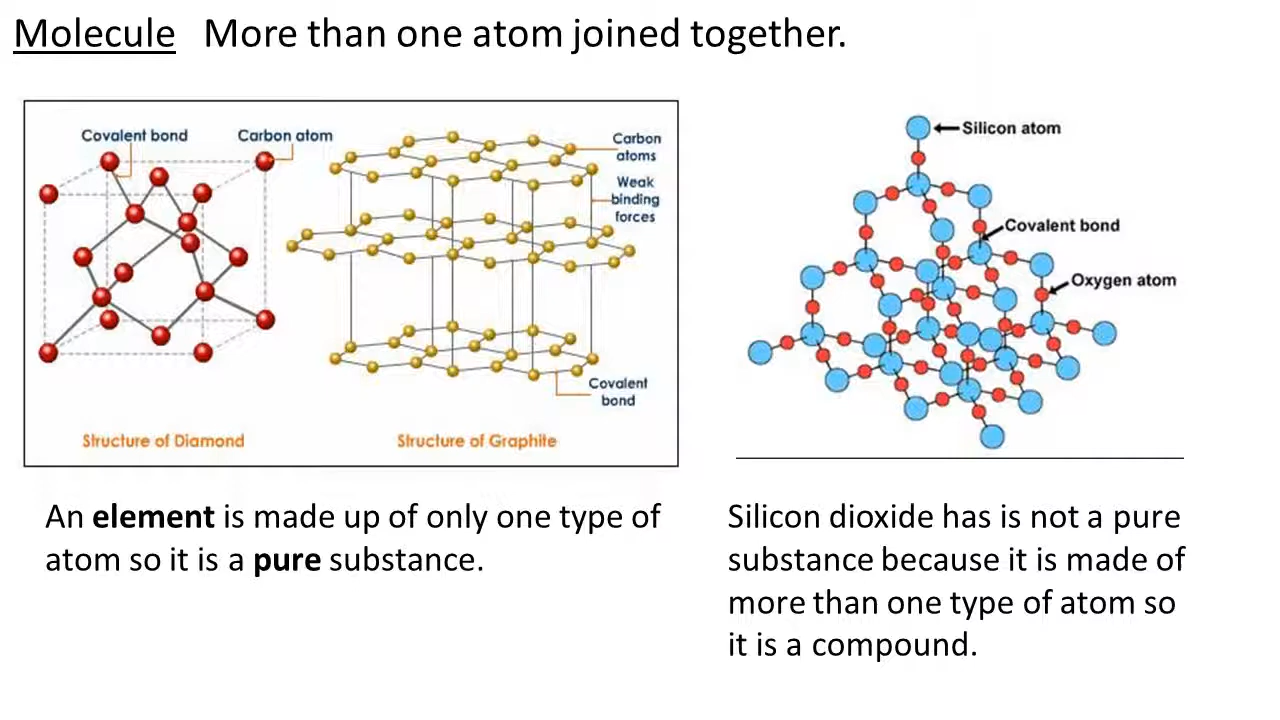 Molecule More than one atom joined together.
Covalent bond
Carbon atom
Carbon
atoms
Weak
binding
forces
Covalent
bond
Structure of Diamond
Structure of Graphite
Silicon atom
Covalent bond
Oxygen atom
An element is made up of only one type of
atom so it is a pure substance.
Silicon dioxide has is not a pure
substance because it is made of
more than one type of atom so
it is a compound.